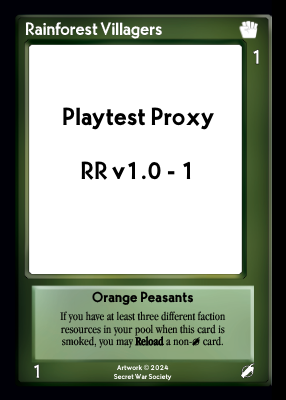 Rainforest Villagers
1
Playtest Proxy
RR v1.0 - 1
Orange Peasants
If you have at least three different faction
resources in your pool when this card is
smoked, you may Reload a non- card.
1
Artwork © 2024
Secret War Society